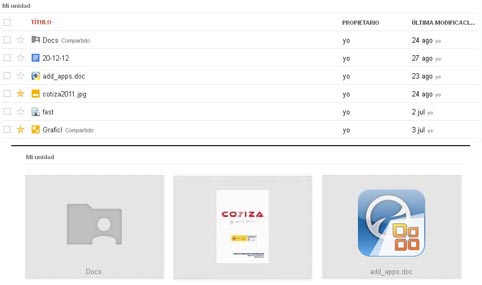 Mi unidad
TÍTULO PROPIETARIO ÚLTIMA MODIFICACI...
Docs Compartido yo 24 ago yo
20-12-12 yo 27 ago yo
add_apps.doc yo 23 ago yo
cotiza2011.jpg yo 24 ago yo
fast yo 2 jul yo
Graficl Compartido yo 3 jul yo
Mi unidad
COTIZA
Docs add_apps.doc